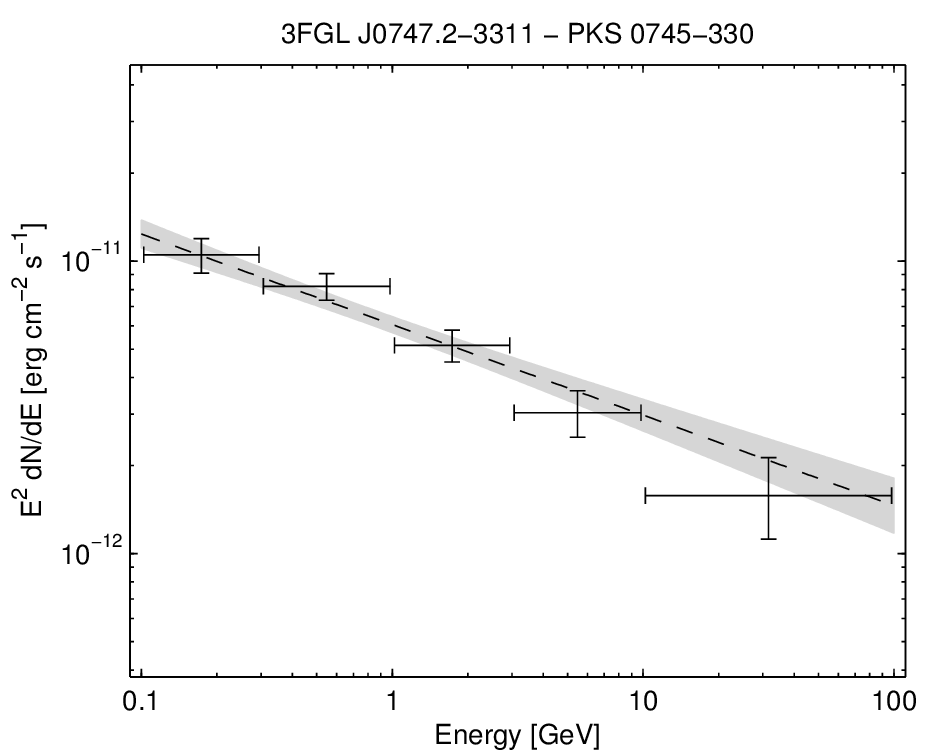 3FGL J0747.2−3311 − PKS 0745−330
E² dN/dE [erg cm⁻² s⁻¹]
10⁻¹¹
10⁻¹²
0.1 1 10 100
Energy [GeV]